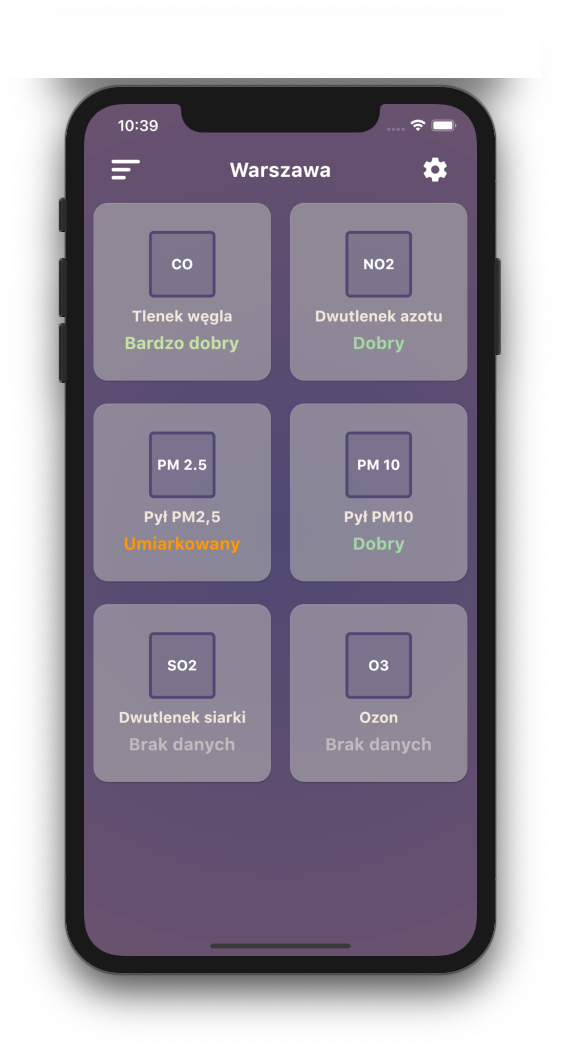 10:39
Warszawa
CO
NO2
Tlenek węgla
Dwutlenek azotu
Bardzo dobry
Dobry
PM 2.5
PM 10
Pył PM2,5
Pył PM10
Umiarkowany
Dobry
SO2
O3
Dwutlenek siarki
Ozon
Brak danych
Brak danych